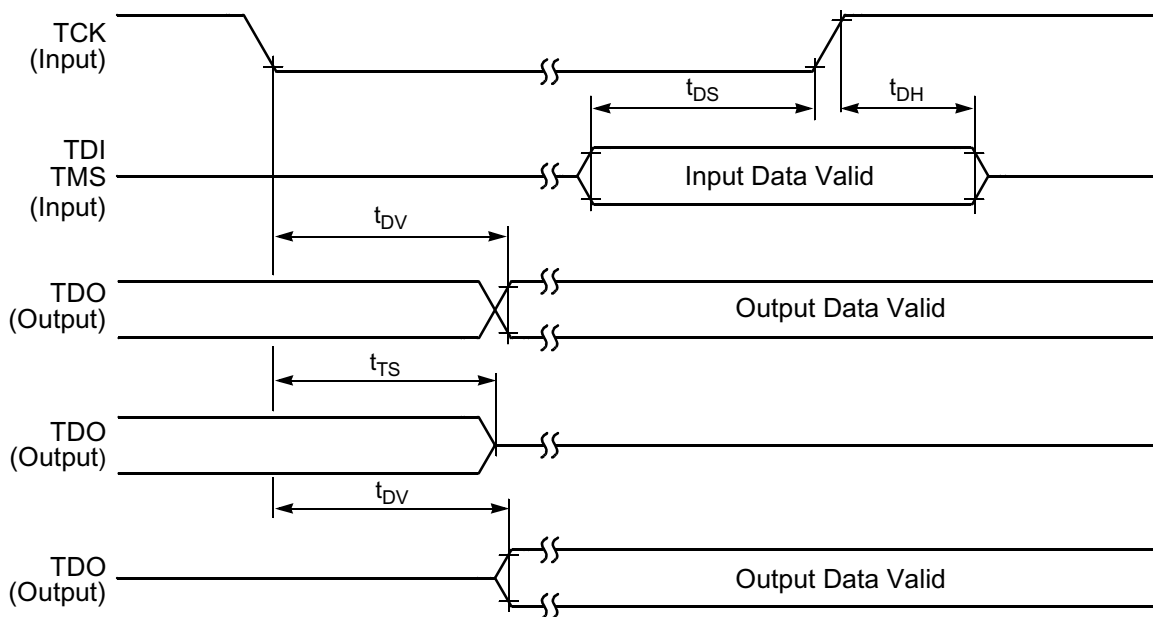 TCK
(Input)
tDS
tDH
TDI
TMS
(Input)
Input Data Valid
tDV
TDO
(Output)
Output Data Valid
tTS
TDO
(Output)
tDV
TDO
(Output)
Output Data Valid